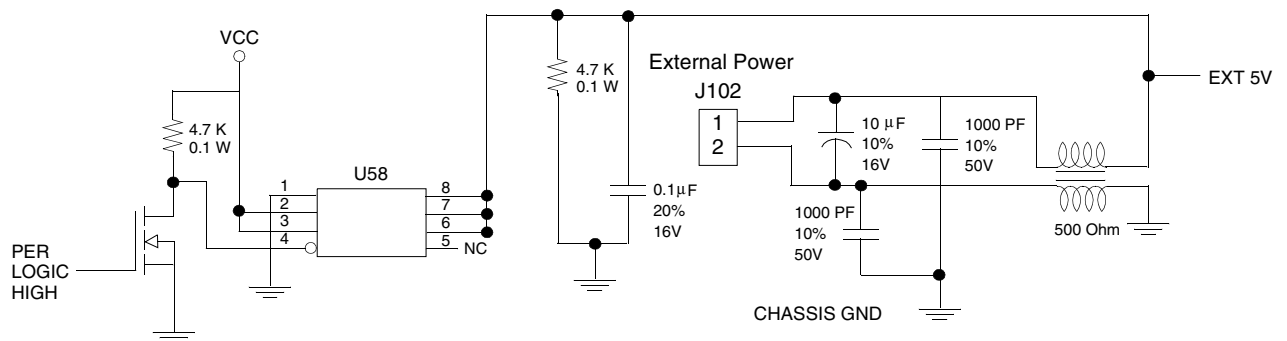 VCC
4.7 K
0.1 W
PER
LOGIC
HIGH
U58
1
2
3
4
8
7
6
5
NC
4.7 K
0.1 W
0.1µF
20%
16V
External Power
J102
1
2
10 µF
10%
16V
1000 PF
10%
50V
1000 PF
10%
50V
CHASSIS GND
500 Ohm
EXT 5V